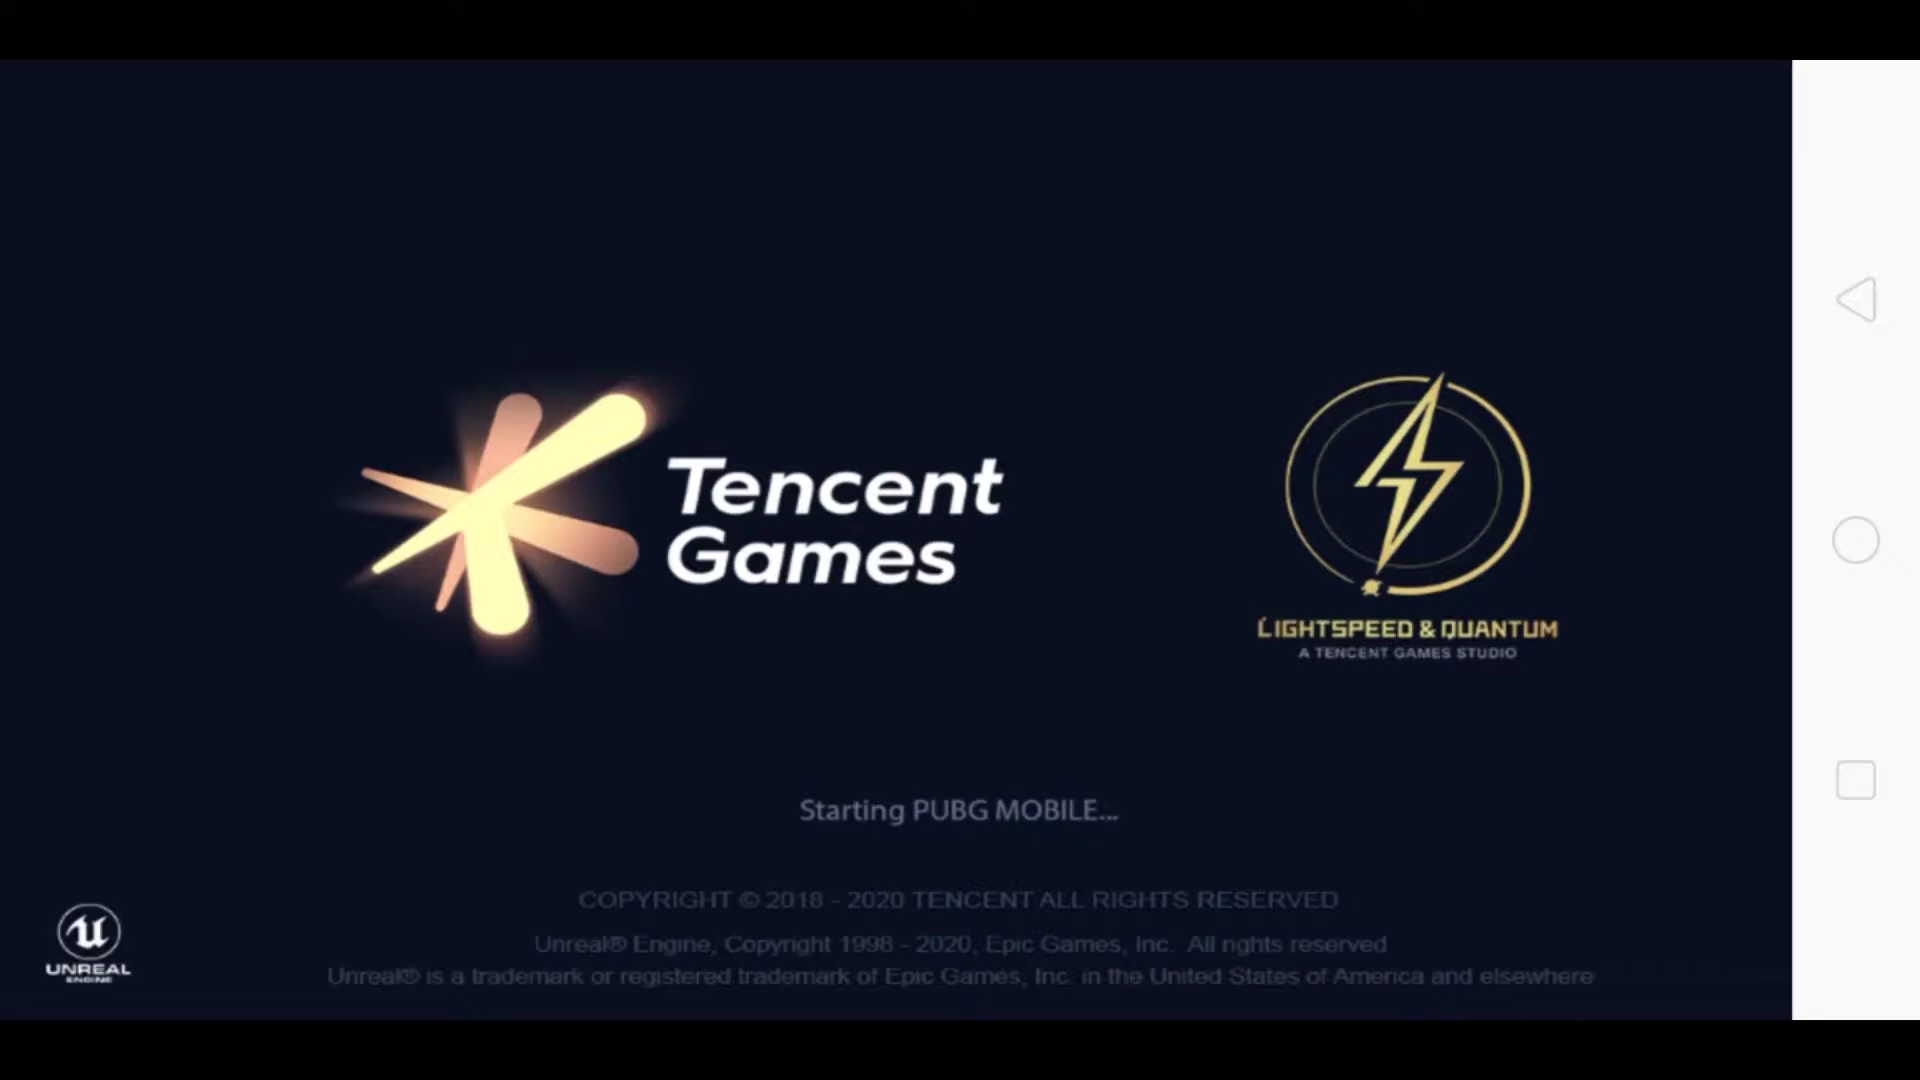 Tencent
Games
LIGHTSPEED & QUANTUM
A TENCENT GAMES STUDIO
Starting PUBG MOBILE...
COPYRIGHT © 2018 - 2020 TENCENT ALL RIGHTS RESERVED
Unreal® Engine, Copyright 1998 - 2020, Epic Games, Inc. All rights reserved
Unreal® is a trademark or registered trademark of Epic Games, Inc. in the United States of America and elsewhere
UNREAL
ENGINE